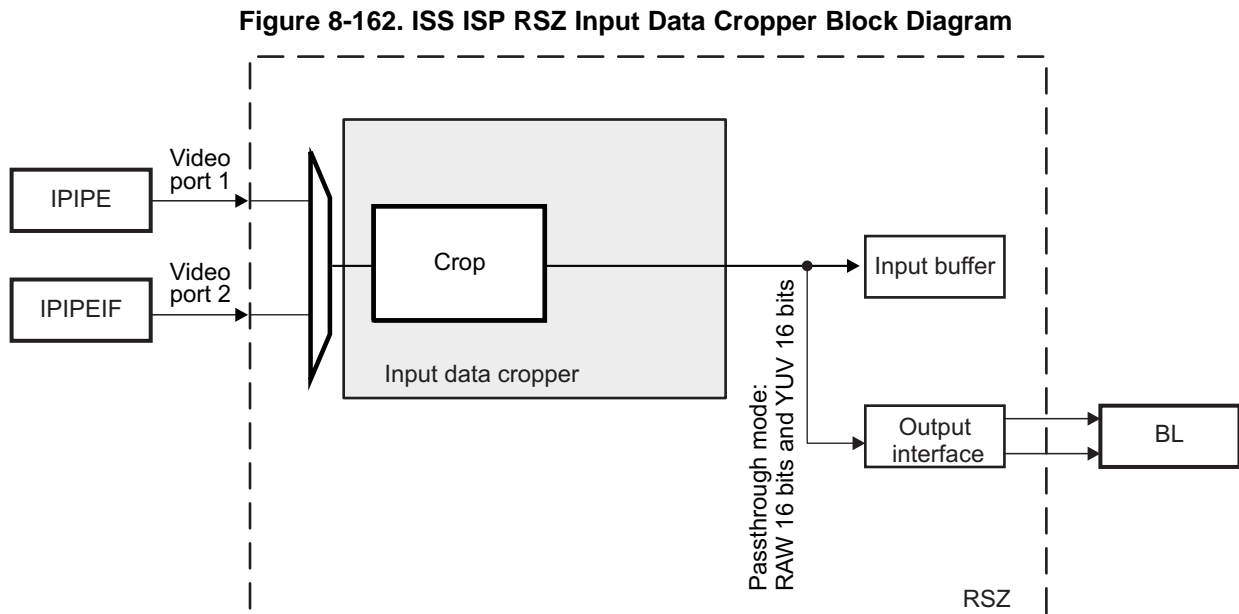 Figure 8-162. ISS ISP RSZ Input Data Cropper Block Diagram
Video
port 1
IPIPE
Video
port 2
IPIPEIF
Crop
Input data cropper
Input buffer
Passthrough mode:
RAW 16 bits and YUV 16 bits
Output
interface
BL
RSZ